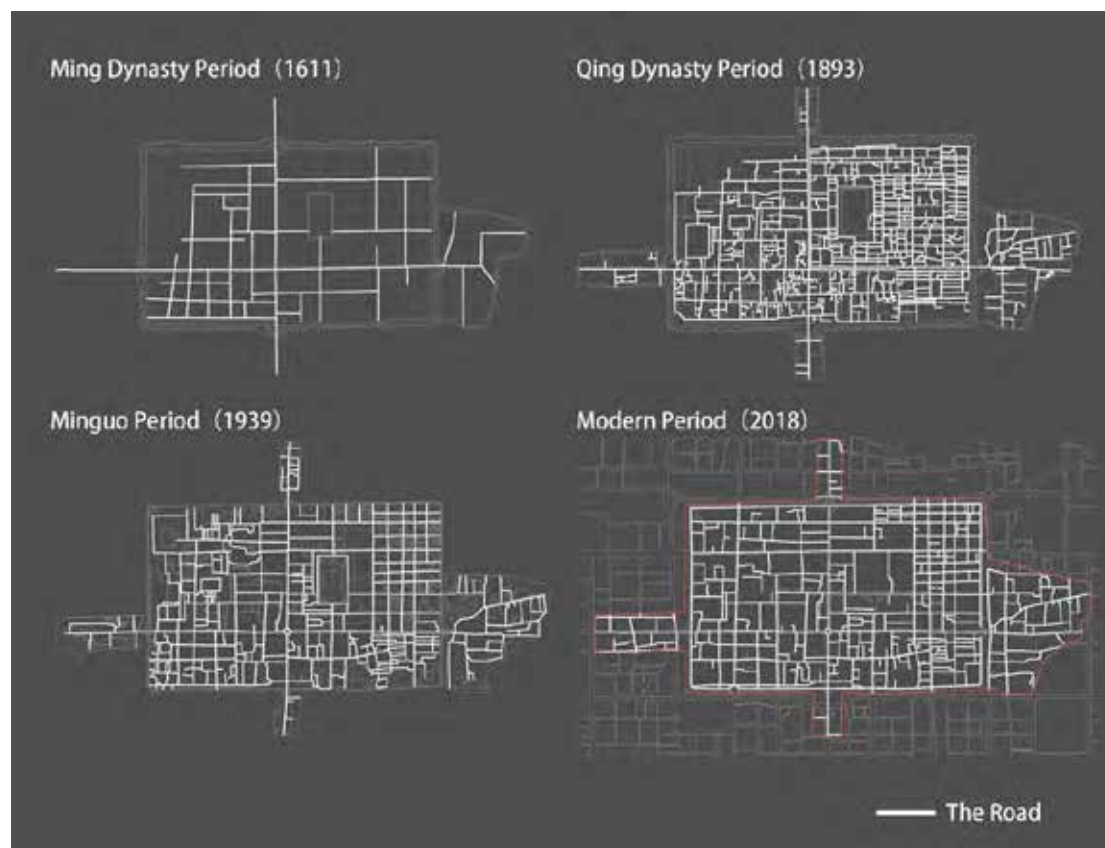 Ming Dynasty Period（1611）
Qing Dynasty Period（1893）
Minguo Period（1939）
Modern Period（2018）
The Road